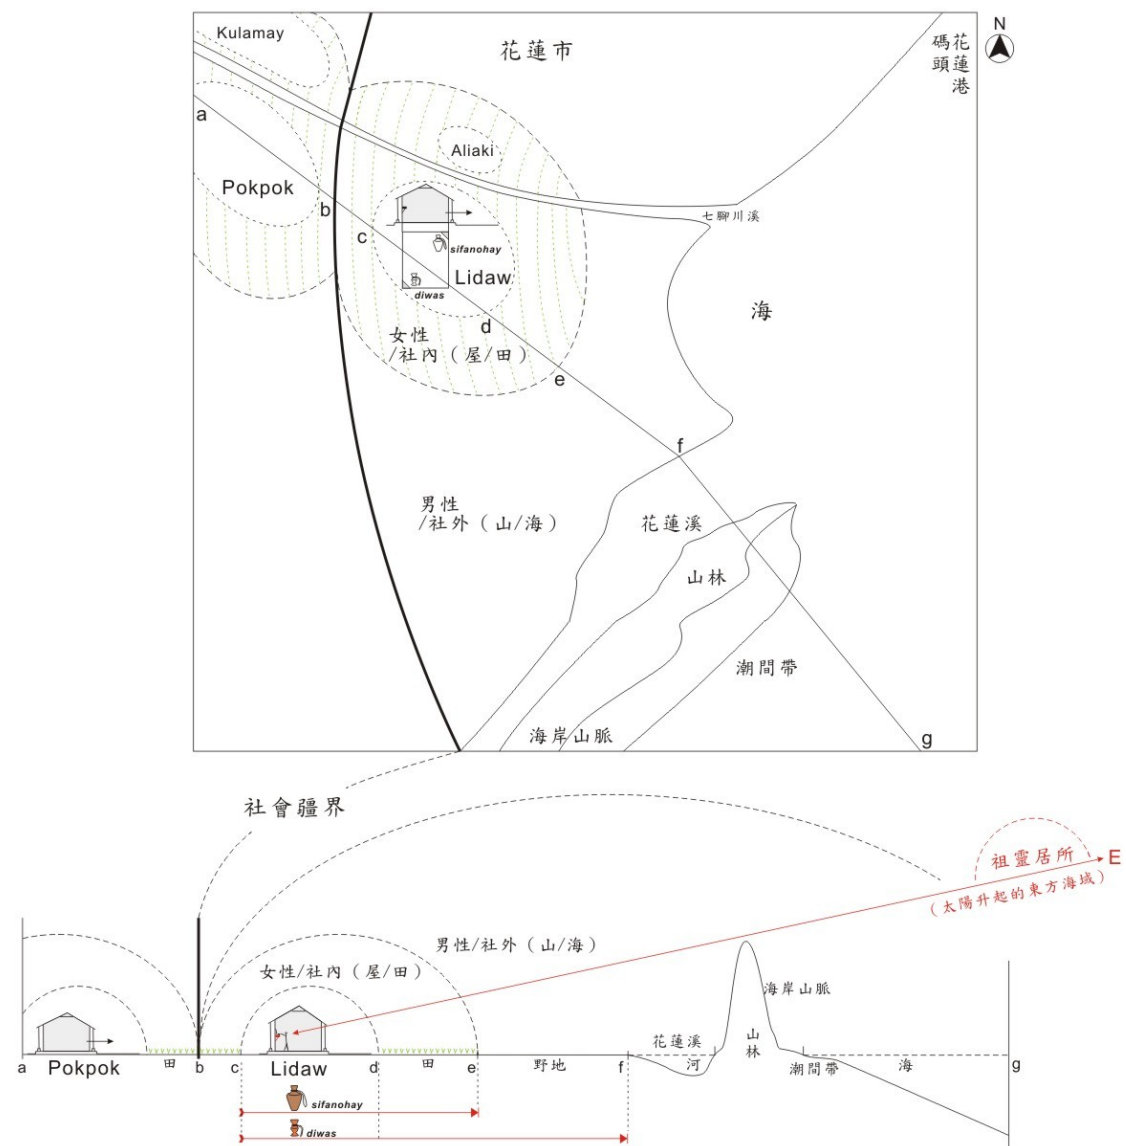 Kulamay
花蓮市
花蓮港
碼頭
N
a
Aliaki
Pokpok
b
七腳川溪
c
sifanohay
Lidaw
diwas
d
海
女性
/社內（屋/田）
e
f
男性
/社外（山/海）
花蓮溪
山林
潮間帶
海岸山脈
g
社會疆界
祖靈居所
E
（太陽升起的東方海域）
男性/社外（山/海）
女性/社內（屋/田）
海岸山脈
花蓮溪
山林
a
Pokpok
田
b
c
Lidaw
d
田
e
野地
f
河
潮間帶
海
g
sifanohay
diwas